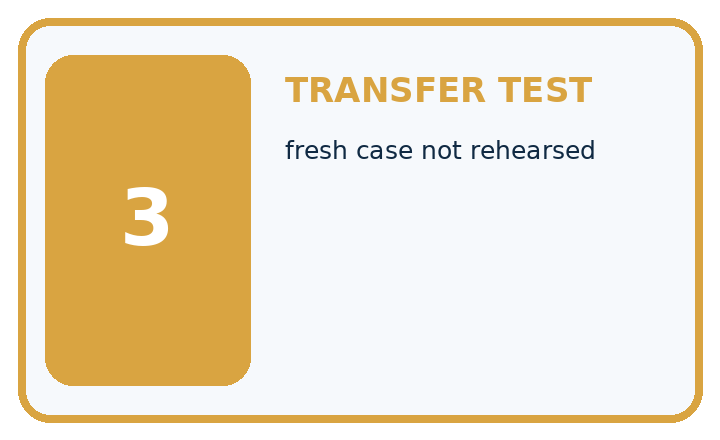 3
TRANSFER TEST
fresh case not rehearsed